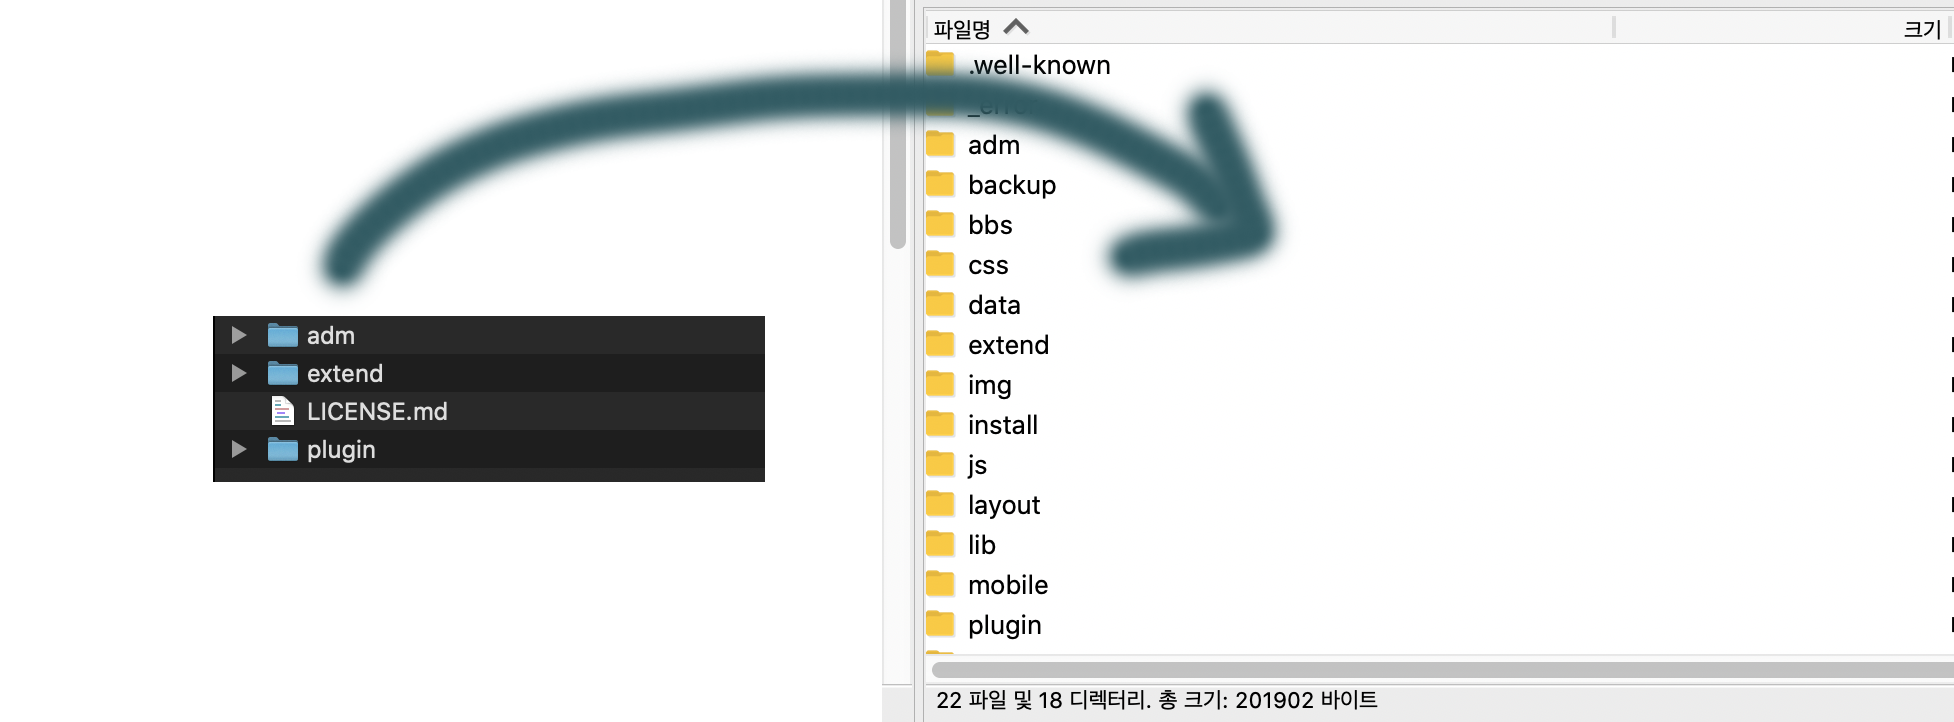 adm
extend
LICENSE.md
plugin
파일명 크기
.well-known
adm
backup
bbs
css
data
extend
img
install
js
layout
lib
mobile
plugin
22 파일 및 18 디렉터리. 총 크기: 201902 바이트